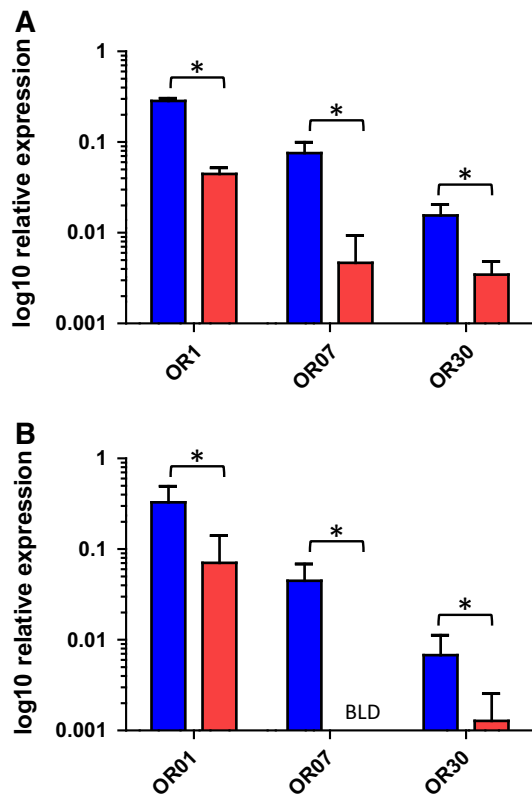 A
log10 relative expression
1
0.1
0.01
0.001
*
*
*
OR1
OR07
OR30
B
log10 relative expression
1
0.1
0.01
0.001
*
*
*
BLD
OR01
OR07
OR30